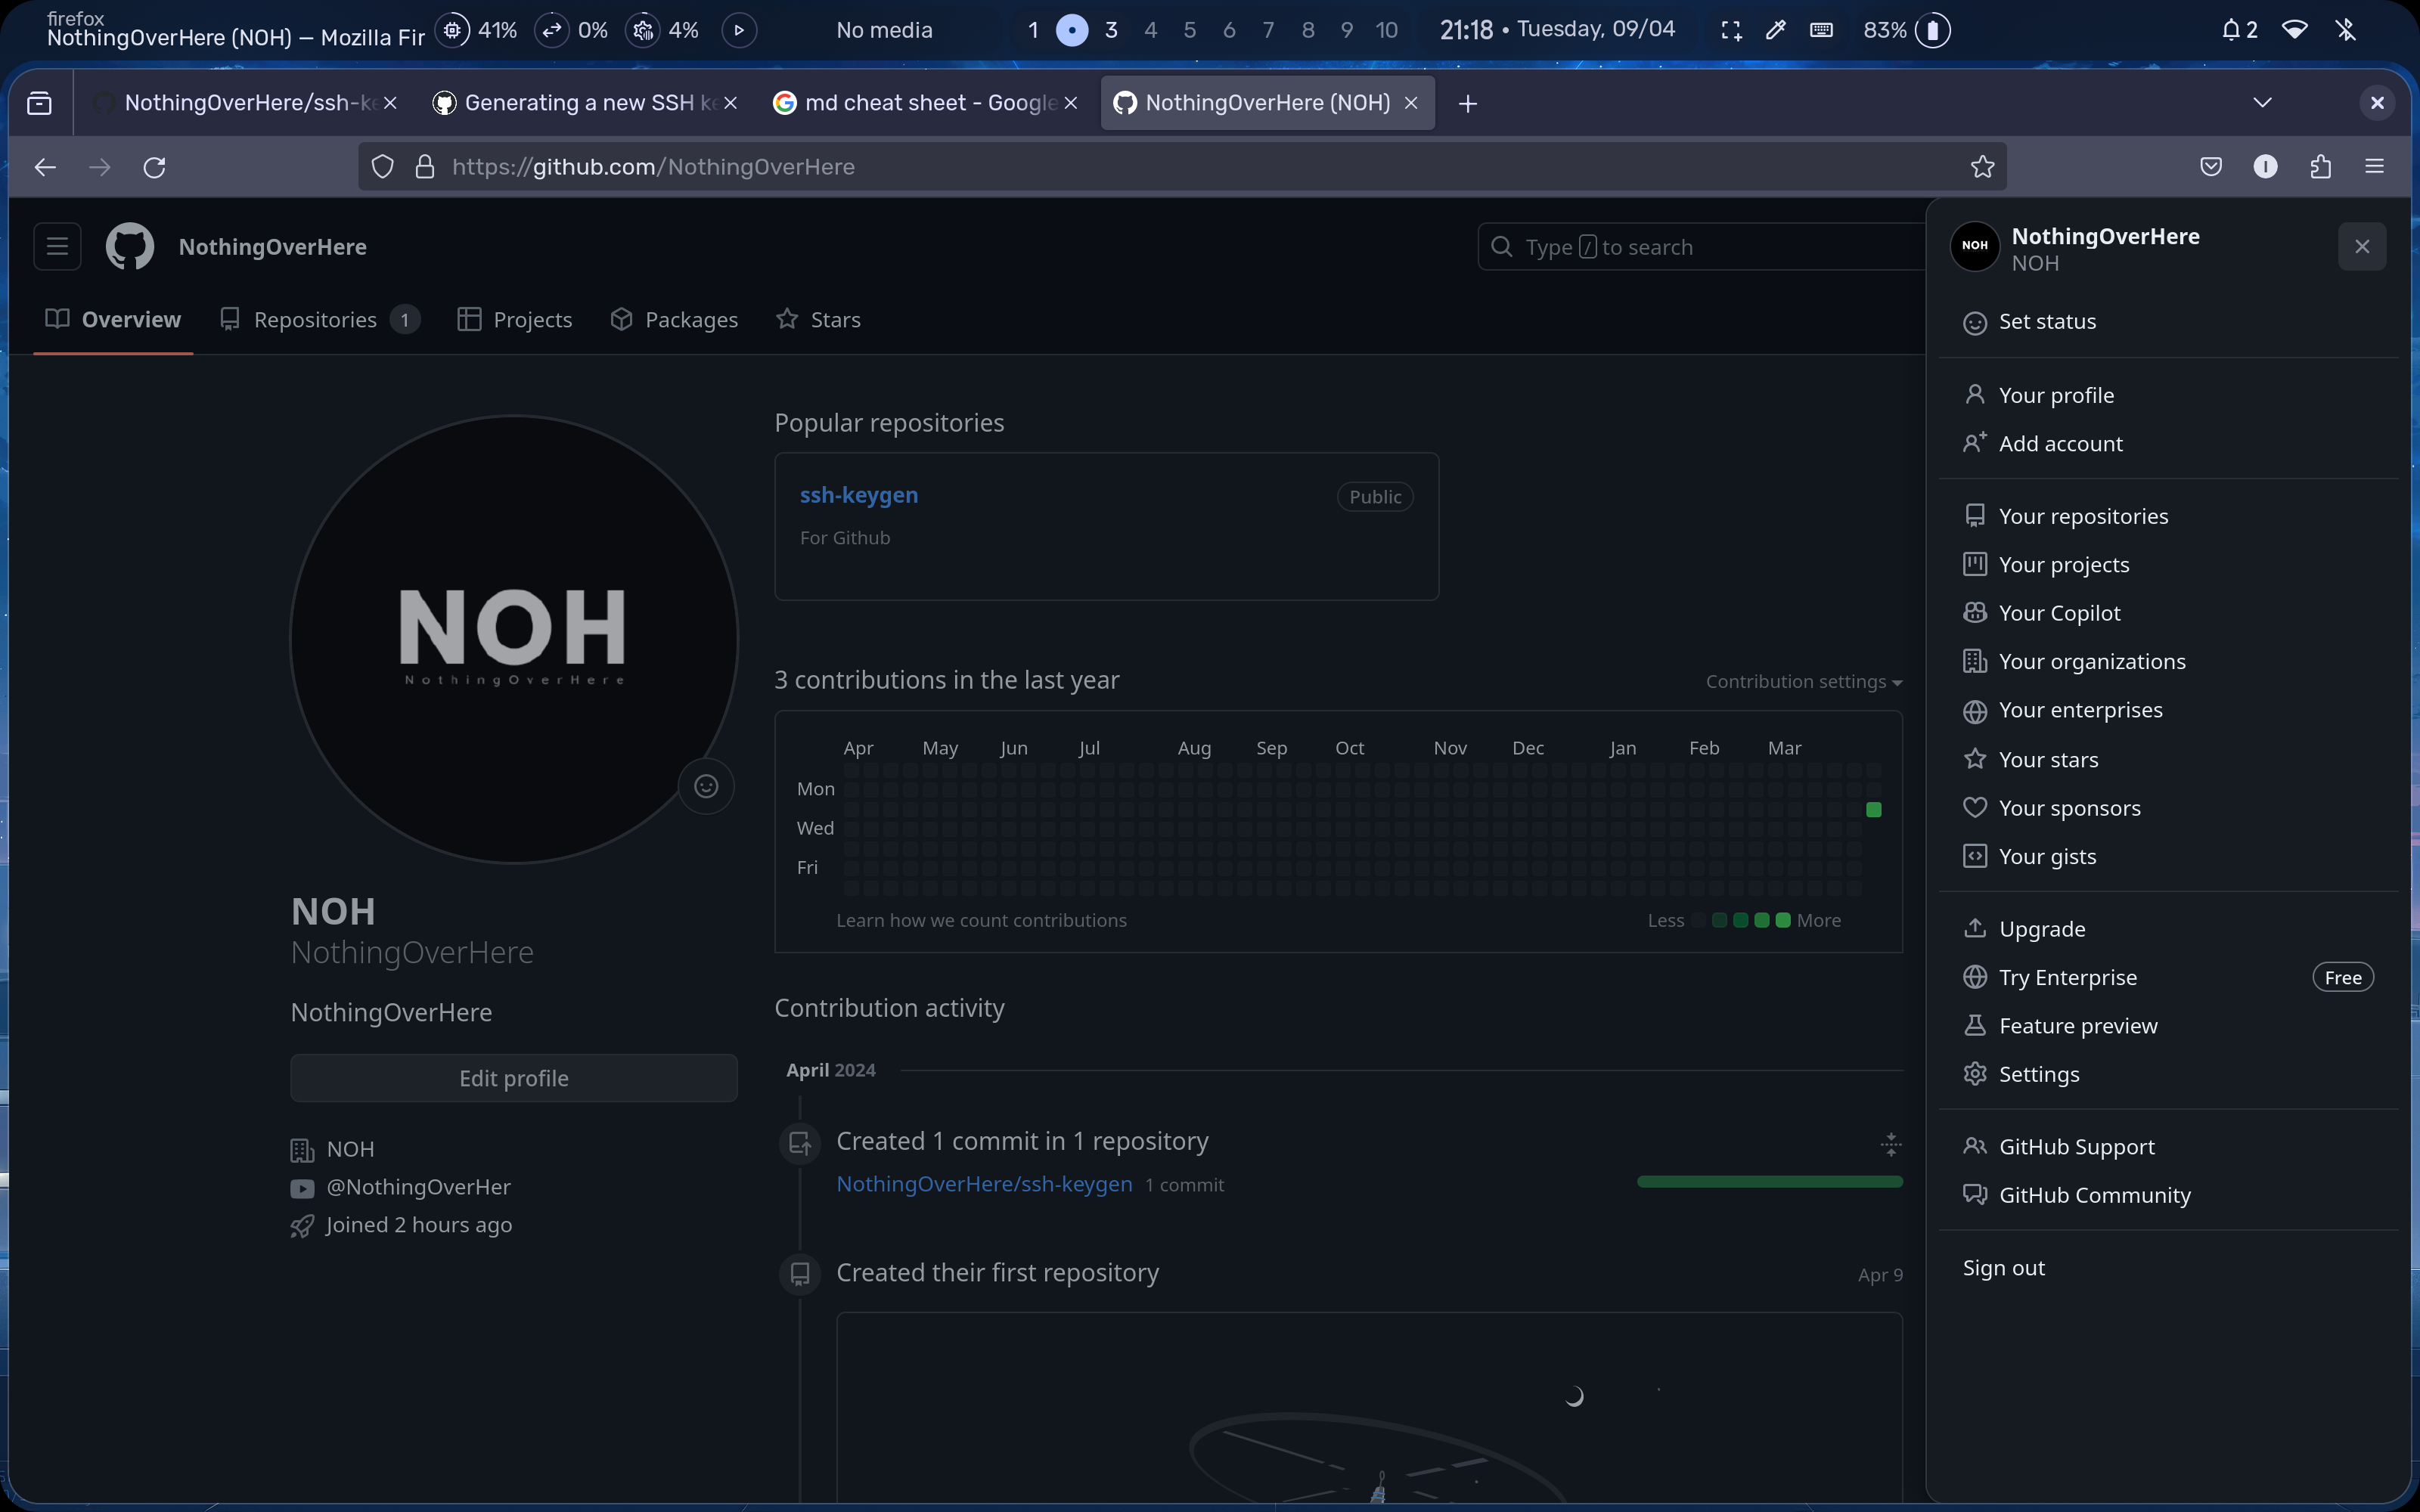 firefox
NothingOverHere (NOH) — Mozilla Fir
41%
0%
4%
No media
1 3 4 5 6 7 8 9 10
21:18 • Tuesday, 09/04
83%
2
NothingOverHere/ssh-ke
Generating a new SSH ke
md cheat sheet - Google
NothingOverHere (NOH)
https://github.com/NothingOverHere
NothingOverHere
Type / to search
Overview
Repositories 1
Projects
Packages
Stars
NOH
NothingOverHere
NOH
NothingOverHere
NothingOverHere
Edit profile
NOH
@NothingOverHer
Joined 2 hours ago
Popular repositories
ssh-keygen
Public
For Github
3 contributions in the last year
Contribution settings
Apr May Jun Jul Aug Sep Oct Nov Dec Jan Feb Mar
Mon
Wed
Fri
Learn how we count contributions
Less
More
Contribution activity
April 2024
Created 1 commit in 1 repository
NothingOverHere/ssh-keygen 1 commit
Created their first repository
Apr 9
NOH
NothingOverHere
NOH
Set status
Your profile
Add account
Your repositories
Your projects
Your Copilot
Your organizations
Your enterprises
Your stars
Your sponsors
Your gists
Upgrade
Try Enterprise
Free
Feature preview
Settings
GitHub Support
GitHub Community
Sign out